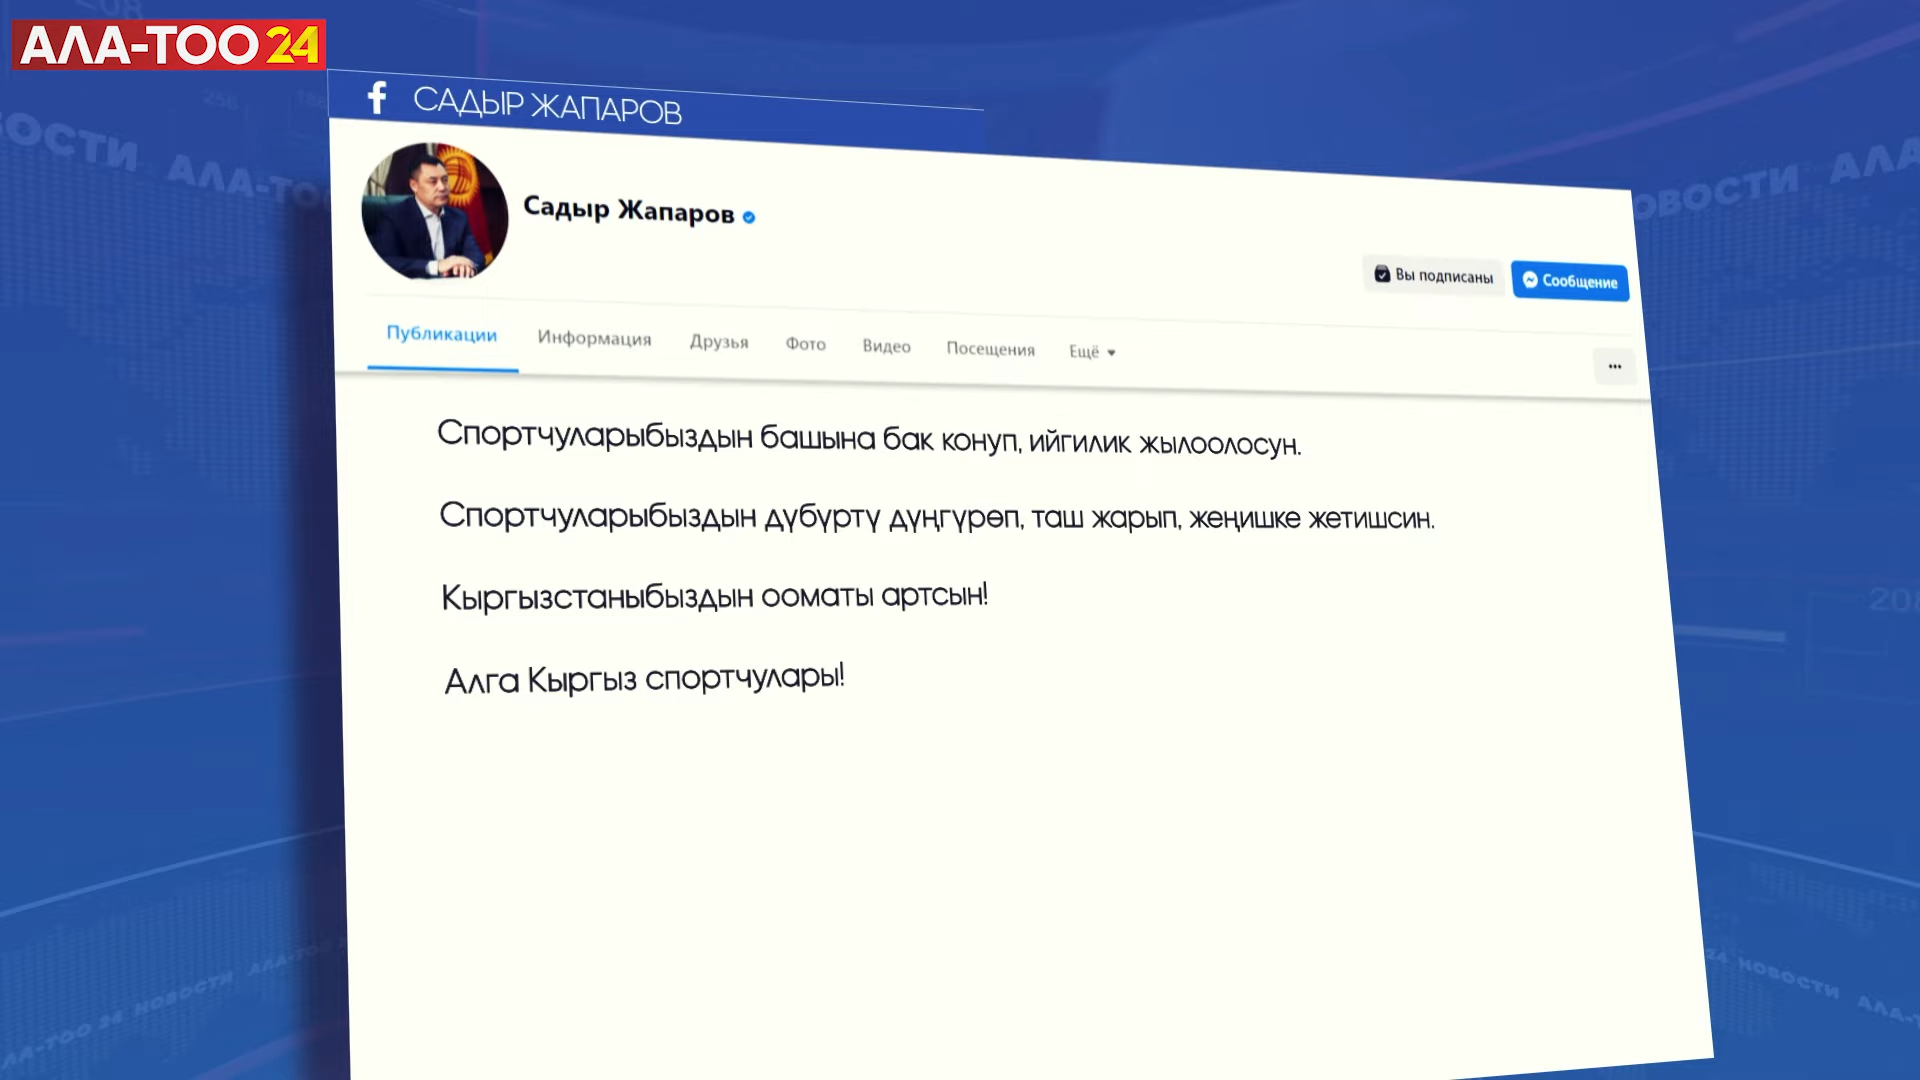 АЛА-ТОО 24
САДЫР ЖАПАРОВ
Садыр Жапаров
Вы подписаны
Сообщение
Публикации Информация Друзья Фото Видео Посещения Ещё
Спортчуларыбыздын башына бак конуп, ийгилик жылоолосун.
Спортчуларыбыздын дүбүртү дүңгүрөп, таш жарып, жеңишке жетишсин.
Кыргызстаныбыздын ооматы артсын!
Алга Кыргыз спортчулары!